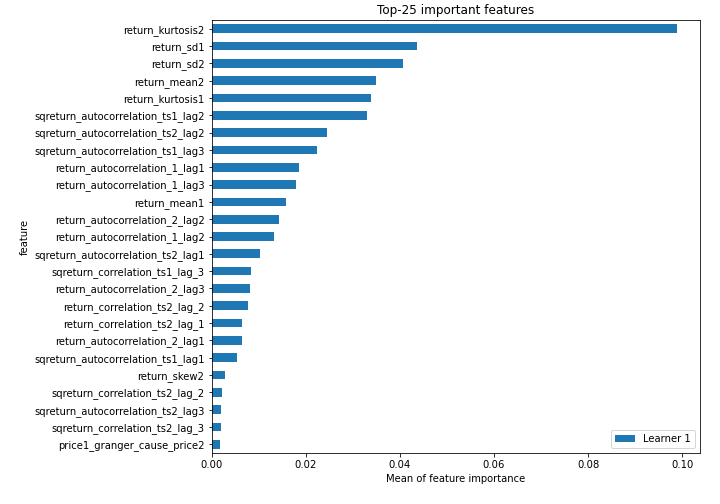 Top-25 important features
return_kurtosis2
return_sd1
return_sd2
return_mean2
return_kurtosis1
sqreturn_autocorrelation_ts1_lag2
sqreturn_autocorrelation_ts2_lag2
sqreturn_autocorrelation_ts1_lag3
return_autocorrelation_1_lag1
return_autocorrelation_1_lag3
return_mean1
return_autocorrelation_2_lag2
return_autocorrelation_1_lag2
sqreturn_autocorrelation_ts2_lag1
sqreturn_correlation_ts1_lag_3
return_autocorrelation_2_lag3
return_correlation_ts2_lag_2
return_correlation_ts2_lag_1
return_autocorrelation_2_lag1
sqreturn_autocorrelation_ts1_lag1
return_skew2
sqreturn_correlation_ts2_lag_2
sqreturn_autocorrelation_ts2_lag3
sqreturn_correlation_ts2_lag_3
price1_granger_cause_price2
feature
Learner 1
0.00 0.02 0.04 0.06 0.08 0.10
Mean of feature importance